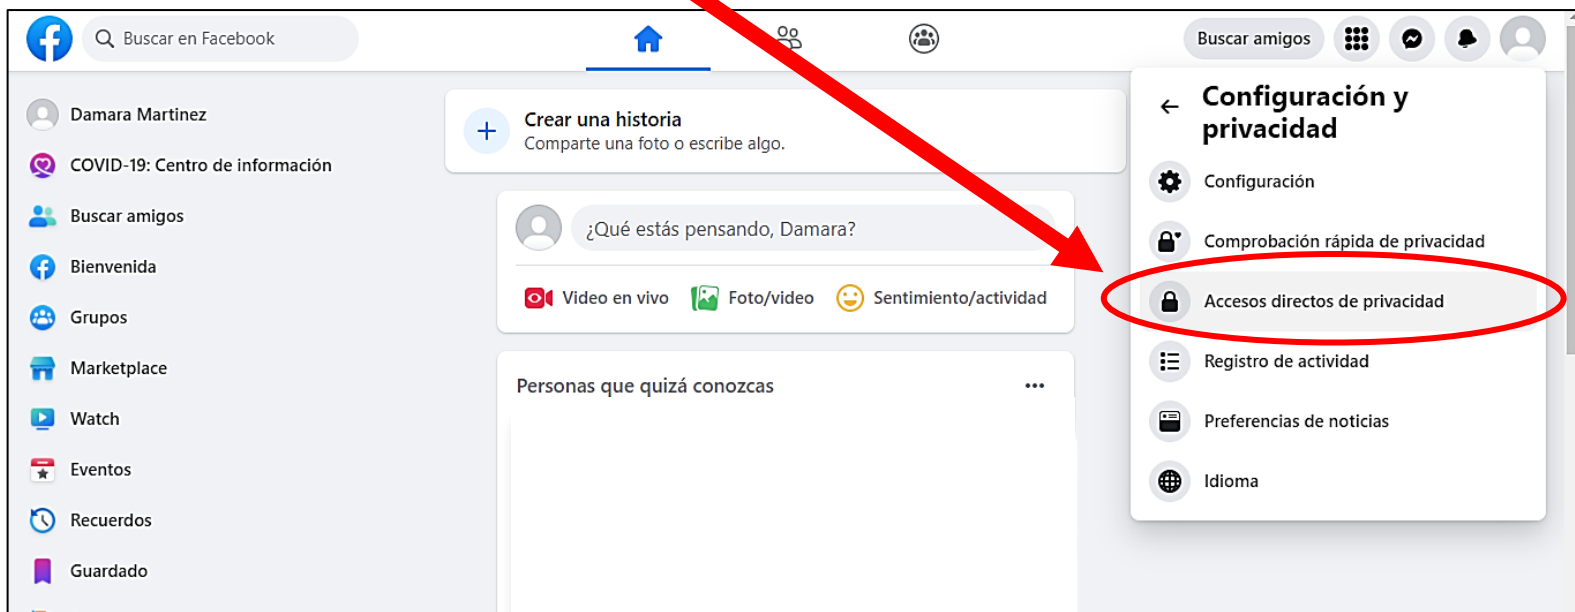 Buscar en Facebook
Buscar amigos
Damara Martinez
COVID-19: Centro de información
Buscar amigos
Bienvenida
Grupos
Marketplace
Watch
Eventos
Recuerdos
Guardado
Crear una historia
Comparte una foto o escribe algo.
¿Qué estás pensando, Damara?
Video en vivo
Foto/video
Sentimiento/actividad
Personas que quizá conozcas
Configuración y
privacidad
Configuración
Comprobación rápida de privacidad
Accesos directos de privacidad
Registro de actividad
Preferencias de noticias
Idioma